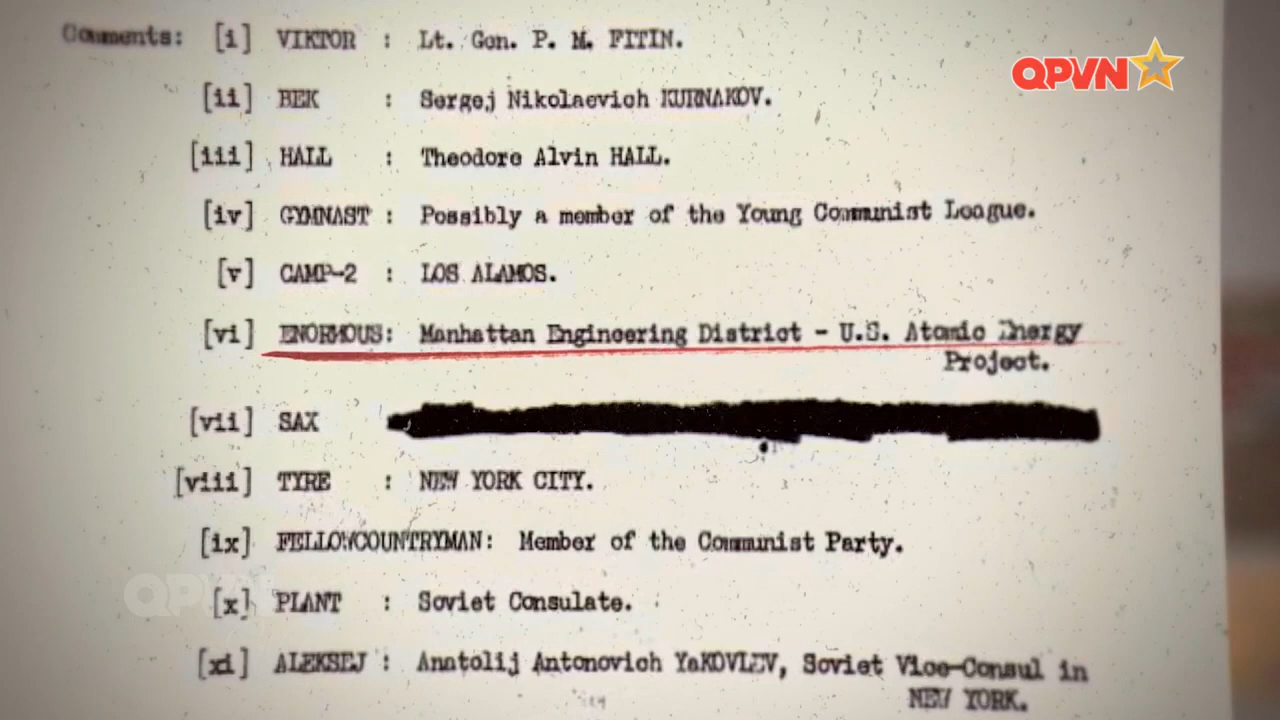 QPVN
Comments: [i] VIKTOR : Lt. Gen. P. M. FITIN.
[ii] BEK : Sergej Nikolaevich KURNAKOV.
[iii] HALL : Theodore Alvin HALL.
[iv] GYMNAST : Possibly a member of the Young Communist League.
[v] CAMP-2 : LOS ALAMOS.
[vi] ENORMOUS: Manhattan Engineering District - U.S. Atomic Energy
Project.
[vii] SAX
[viii] TYRE : NEW YORK CITY.
[ix] FELLOWCOUNTRYMAN: Member of the Communist Party.
QPVN
[x] PLANT : Soviet Consulate.
[xi] ALEKSEJ : Anatolij Antonovich YaKOVLEV, Soviet Vice-Consul in
NEW YORK.